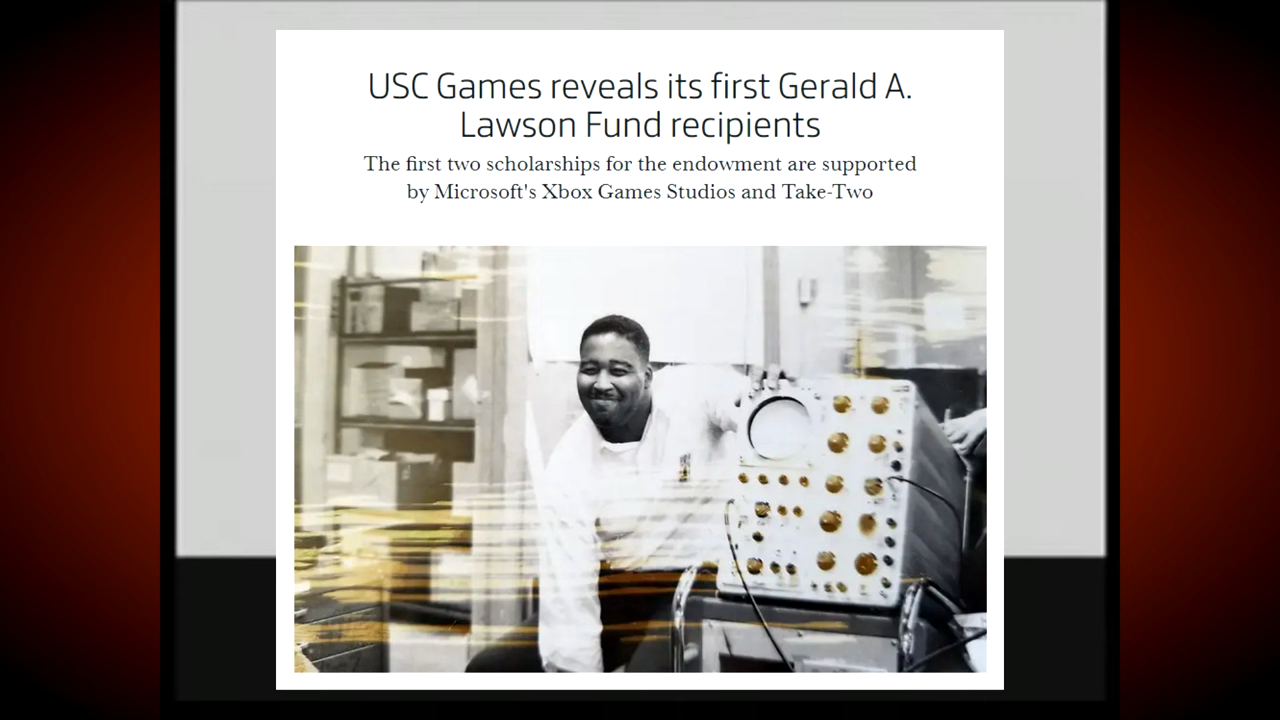 USC Games reveals its first Gerald A.
Lawson Fund recipients
The first two scholarships for the endowment are supported
by Microsoft's Xbox Games Studios and Take-Two